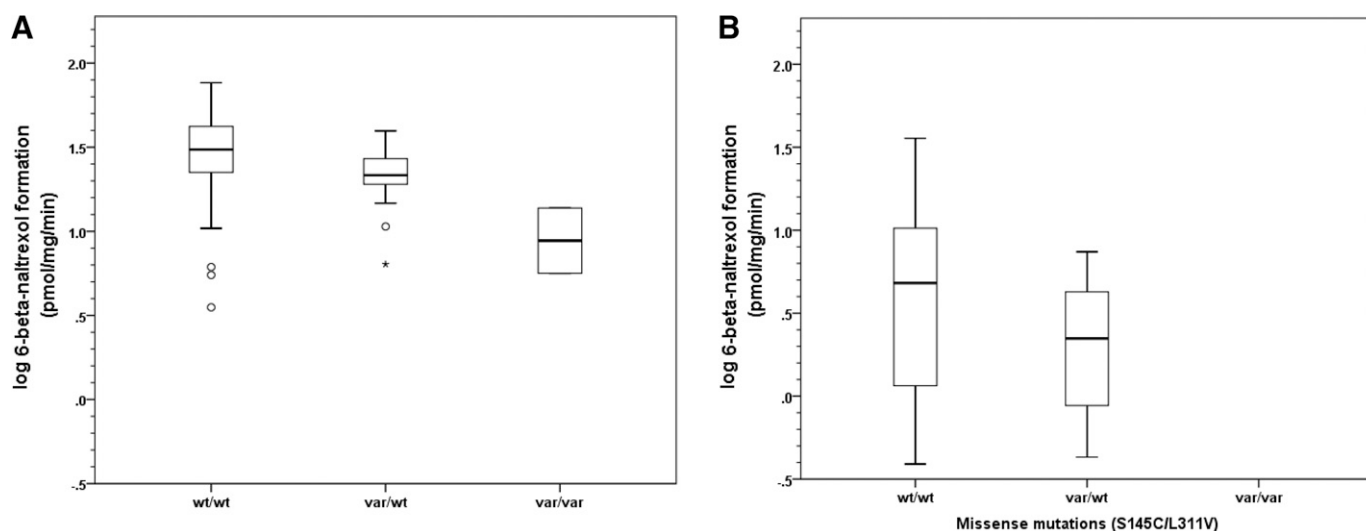 A
log 6-beta-naltrexol formation
(pmol/mg/min)
2.0
1.5
1.0
.5
.0
-.5
wt/wt
var/wt
var/var
B
log 6-beta-naltrexol formation
(pmol/mg/min)
2.0
1.5
1.0
.5
.0
-.5
wt/wt
var/wt
var/var
Missense mutations (S145C/L311V)